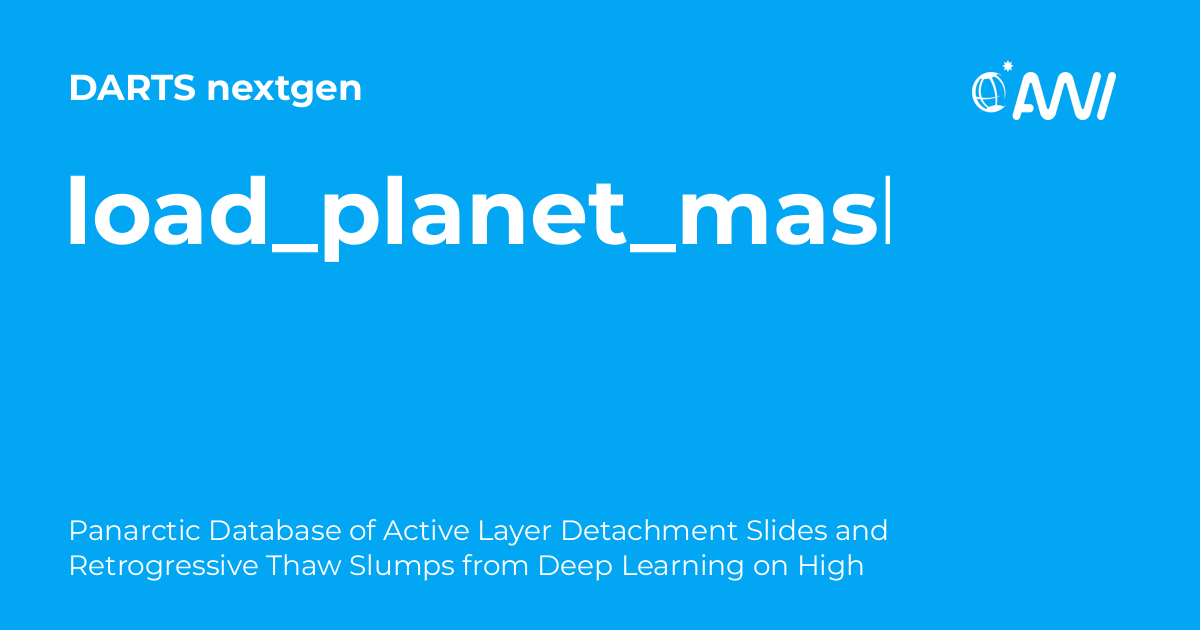 DARTS nextgen
AWI
load_planet_mas
Panarctic Database of Active Layer Detachment Slides and
Retrogressive Thaw Slumps from Deep Learning on High